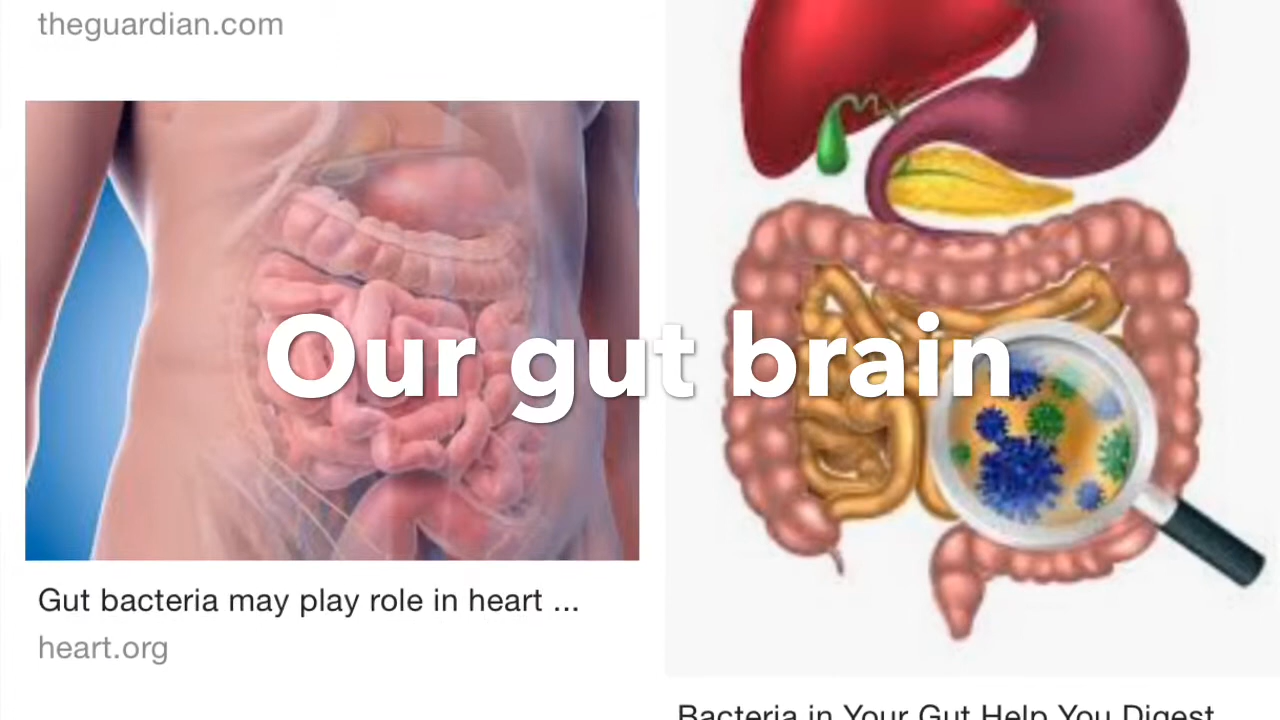 theguardian.com
Our gut brain
Gut bacteria may play role in heart ...
heart.org
Bacteria in Your Gut Help You Digest